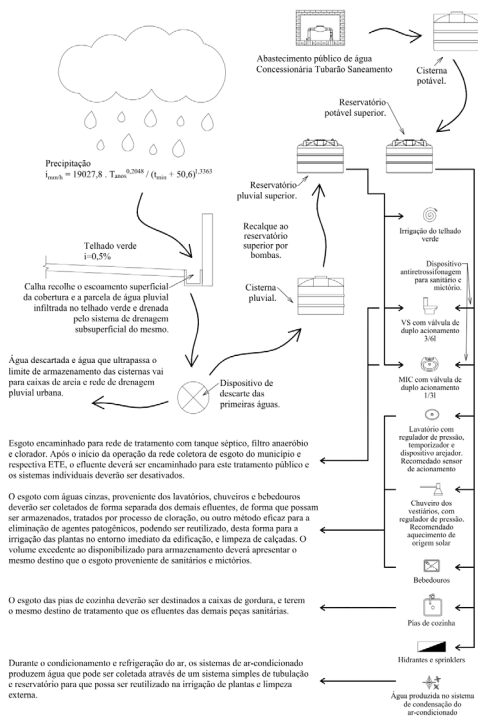 Abastecimento público de água
Concessionária Tubarão Saneamento
Cisterna
potável.
Reservatório
potável superior.
Precipitação
i mm/h = 19027,8 . Tanos^0,2048 / (tmin + 50,6)^1,3363
Reservatório
pluvial superior.
Irrigação do telhado
verde
Recalque ao
reservatório
superior por
bombas.
Telhado verde
i=0,5%
Dispositivo
antiretrossifonagem
para sanitário e
mictório.
Calha recolhe o escoamento superficial
da cobertura e a parcela de água pluvial
infiltrada no telhado verde e drenada
pelo sistema de drenagem
subsuperficial do mesmo.
Cisterna
pluvial.
VS com válvula de
duplo acionamento
3/6l
Água descartada e água que ultrapassa o
limite de armazenamento das cisternas vai
para caixas de areia e rede de drenagem
pluvial urbana.
Dispositivo de
descarte das
primeiras águas.
MIC com válvula de
duplo acionamento
1/3l
Lavatório com
regulador de pressão,
temporizador e
dispositivo arejador.
Recomedado sensor
de acionamento
Esgoto encaminhado para rede de tratamento com tanque séptico, filtro anaeróbio
e clorador. Após o início da operação da rede coletora de esgoto do município e
respectiva ETE, o efluente deverá ser encaminhado para este tratamento público e
os sistemas individuais deverão ser desativados.
O esgoto com águas cinzas, proveniente dos lavatórios, chuveiros e bebedouros
deverão ser coletados de forma separada dos demais efluentes, de forma que possam
ser armazenados, tratados por processo de cloração, ou outro método eficaz para a
eliminação de agentes patogênicos, podendo ser reutilizado, desta forma para a
irrigação das plantas no entorno imediato da edificação, e limpeza de calçadas. O
volume excedente ao disponibilizado para armazenamento deverá apresentar o
mesmo destino que o esgoto proveniente de sanitários e mictórios.
Chuveiro dos
vestiários, com
regulador de pressão.
Recomendado
aquecimento de
origem solar
Bebedouros
O esgoto das pias de cozinha deverão ser destinados a caixas de gordura, e terem
o mesmo destino de tratamento que os efluentes das demais peças sanitárias.
Pias de cozinha
Hidrantes e sprinklers
Durante o condicionamento e refrigeração do ar, os sistemas de ar-condicionado
produzem água que pode ser coletada através de um sistema simples de tubulação
e reservatório para que possa ser reutilizado na irrigação de plantas e limpeza
externa.
Água produzida no sistema
de condensação do
ar-condicionado